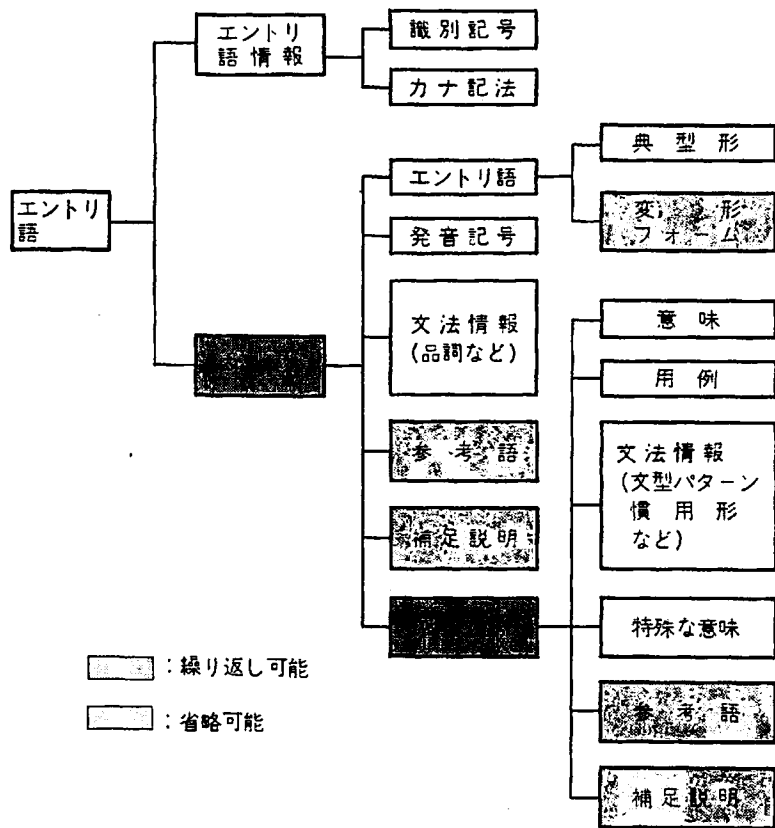 エントリ
語情報
識別記号
カナ記法
エントリ
語
エントリ語
典型形
変形
フォーム
発音記号
文法情報
(品詞など)
参考語
補足説明
意味
用例
文法情報
(文型パターン
慣用形
など)
特殊な意味
参考語
補足説明
:繰り返し可能
:省略可能